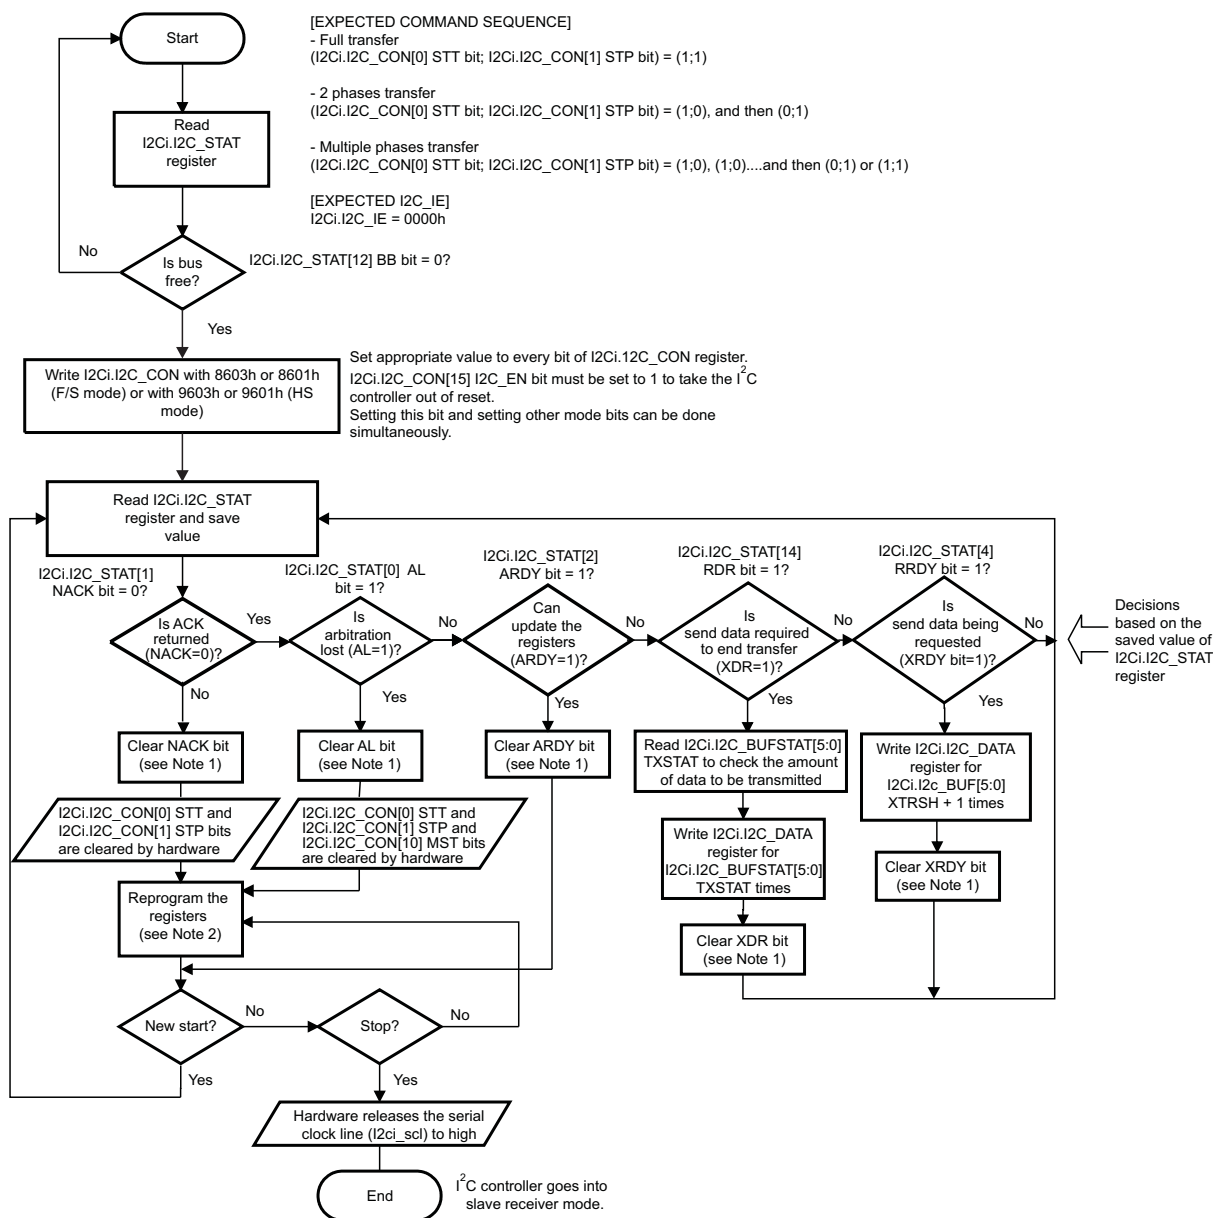 Start
[EXPECTED COMMAND SEQUENCE]
- Full transfer
(I2Ci.I2C_CON[0] STT bit; I2Ci.I2C_CON[1] STP bit) = (1;1)
- 2 phases transfer
(I2Ci.I2C_CON[0] STT bit; I2Ci.I2C_CON[1] STP bit) = (1;0), and then (0;1)
- Multiple phases transfer
(I2Ci.I2C_CON[0] STT bit; I2Ci.I2C_CON[1] STP bit) = (1;0), (1;0)....and then (0;1) or (1;1)
[EXPECTED I2C_IE]
I2Ci.I2C_IE = 0000h
Read
I2Ci.I2C_STAT
register
No
Is bus
free?
I2Ci.I2C_STAT[12] BB bit = 0?
Yes
Write I2Ci.I2C_CON with 8603h or 8601h
(F/S mode) or with 9603h or 9601h (HS
mode)
Set appropriate value to every bit of I2Ci.12C_CON register.
I2Ci.I2C_CON[15] I2C_EN bit must be set to 1 to take the I2C
controller out of reset.
Setting this bit and setting other mode bits can be done
simultaneously.
Read I2Ci.I2C_STAT
register and save
value
I2Ci.I2C_STAT[1]
NACK bit = 0?
I2Ci.I2C_STAT[0] AL
bit = 1?
I2Ci.I2C_STAT[2]
ARDY bit = 1?
I2Ci.I2C_STAT[14]
RDR bit = 1?
I2Ci.I2C_STAT[4]
RRDY bit = 1?
Is ACK
returned
(NACK=0)?
Yes
Is
arbitration
lost (AL=1)?
No
Can
update the
registers
(ARDY=1)?
No
Is
send data required
to end transfer
(XDR=1)?
No
Is
send data being
requested
(XRDY bit=1)?
No
Decisions
based on the
saved value of
I2Ci.I2C_STAT
register
No
Yes
Yes
Yes
Yes
Clear NACK bit
(see Note 1)
Clear AL bit
(see Note 1)
Clear ARDY bit
(see Note 1)
Read I2Ci.I2C_BUFSTAT[5:0]
TXSTAT to check the amount
of data to be transmitted
Write I2Ci.I2C_DATA
register for
I2Ci.I2c_BUF[5:0]
XTRSH + 1 times
I2Ci.I2C_CON[0] STT and
I2Ci.I2C_CON[1] STP bits
are cleared by hardware
I2Ci.I2C_CON[0] STT and
I2Ci.I2C_CON[1] STP and
I2Ci.I2C_CON[10] MST bits
are cleared by hardware
Write I2Ci.I2C_DATA
register for
I2Ci.I2C_BUFSTAT[5:0]
TXSTAT times
Clear XRDY bit
(see Note 1)
Reprogram the
registers
(see Note 2)
Clear XDR bit
(see Note 1)
New start?
No
Stop?
No
Yes
Yes
Hardware releases the serial
clock line (I2ci_scl) to high
End
I2C controller goes into
slave receiver mode.